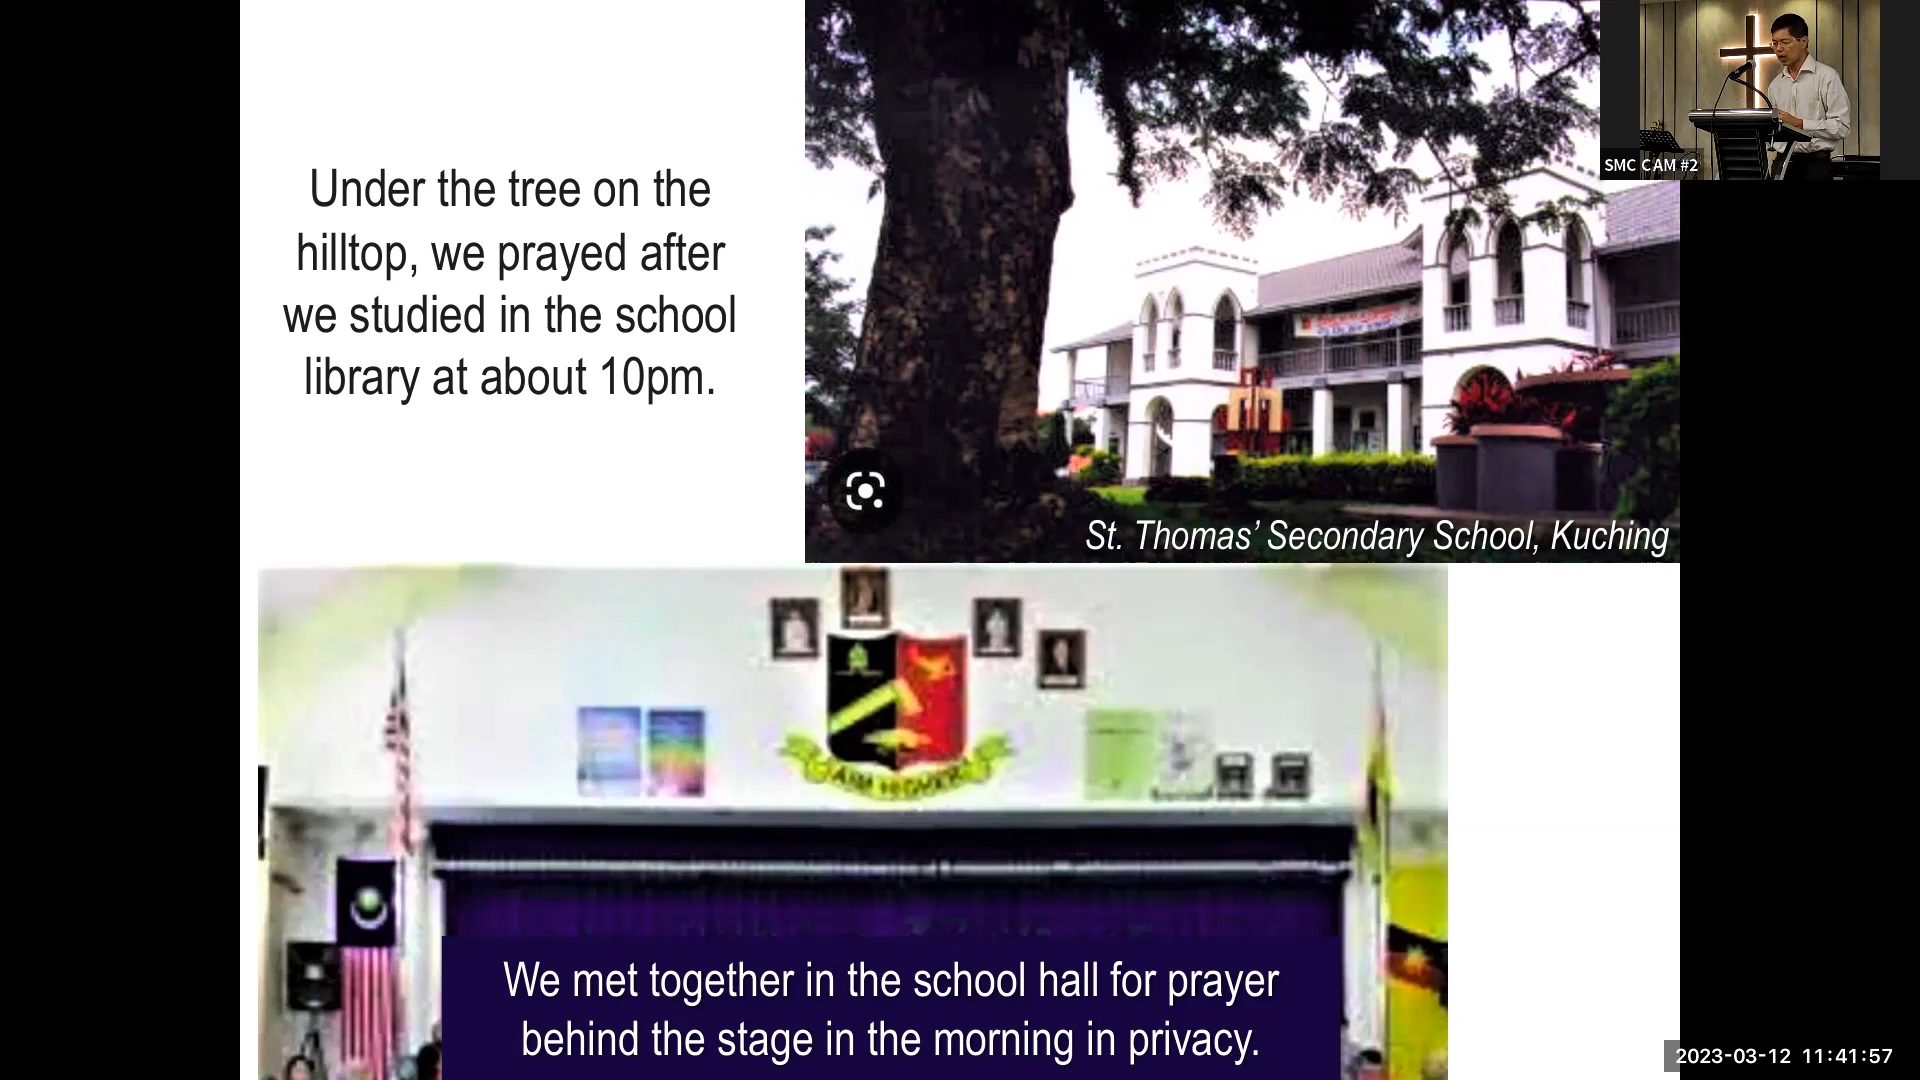 Under the tree on the
hilltop, we prayed after
we studied in the school
library at about 10pm.
St. Thomas’ Secondary School, Kuching
SMC CAM #2
AIM HIGHER
We met together in the school hall for prayer
behind the stage in the morning in privacy.
2023-03-12 11:41:57